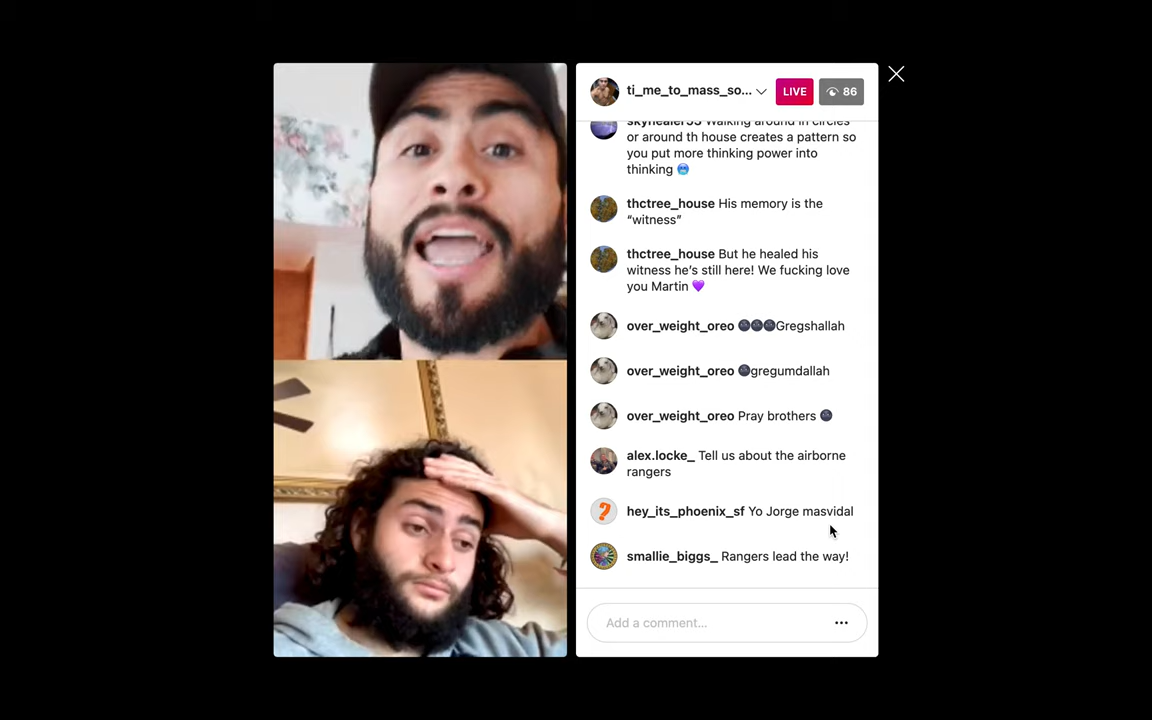 ti_me_to_mass_so...
LIVE
86
skyhealer55 Walking around in circles
or around th house creates a pattern so
you put more thinking power into
thinking 🥶
thctree_house His memory is the
“witness”
thctree_house But he healed his
witness he’s still here! We fucking love
you Martin 💜
over_weight_oreo 🌚🌚🌚Gregshallah
over_weight_oreo 🌚gregumdallah
over_weight_oreo Pray brothers 🌚
alex.locke_ Tell us about the airborne
rangers
hey_its_phoenix_sf Yo Jorge masvidal
smallie_biggs_ Rangers lead the way!
Add a comment...